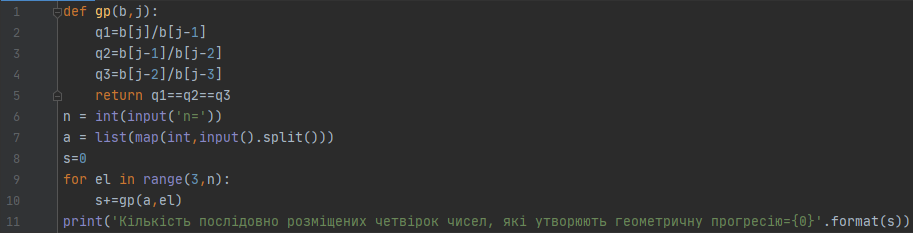 1 def gp(b,j):
2     q1=b[j]/b[j-1]
3     q2=b[j-1]/b[j-2]
4     q3=b[j-2]/b[j-3]
5     return q1==q2==q3
6 n = int(input('n='))
7 a = list(map(int,input().split()))
8 s=0
9 for el in range(3,n):
10     s+=gp(a,el)
11 print('Кількість послідовно розміщених четвірок чисел, які утворюють геометричну прогресію={0}'.format(s))